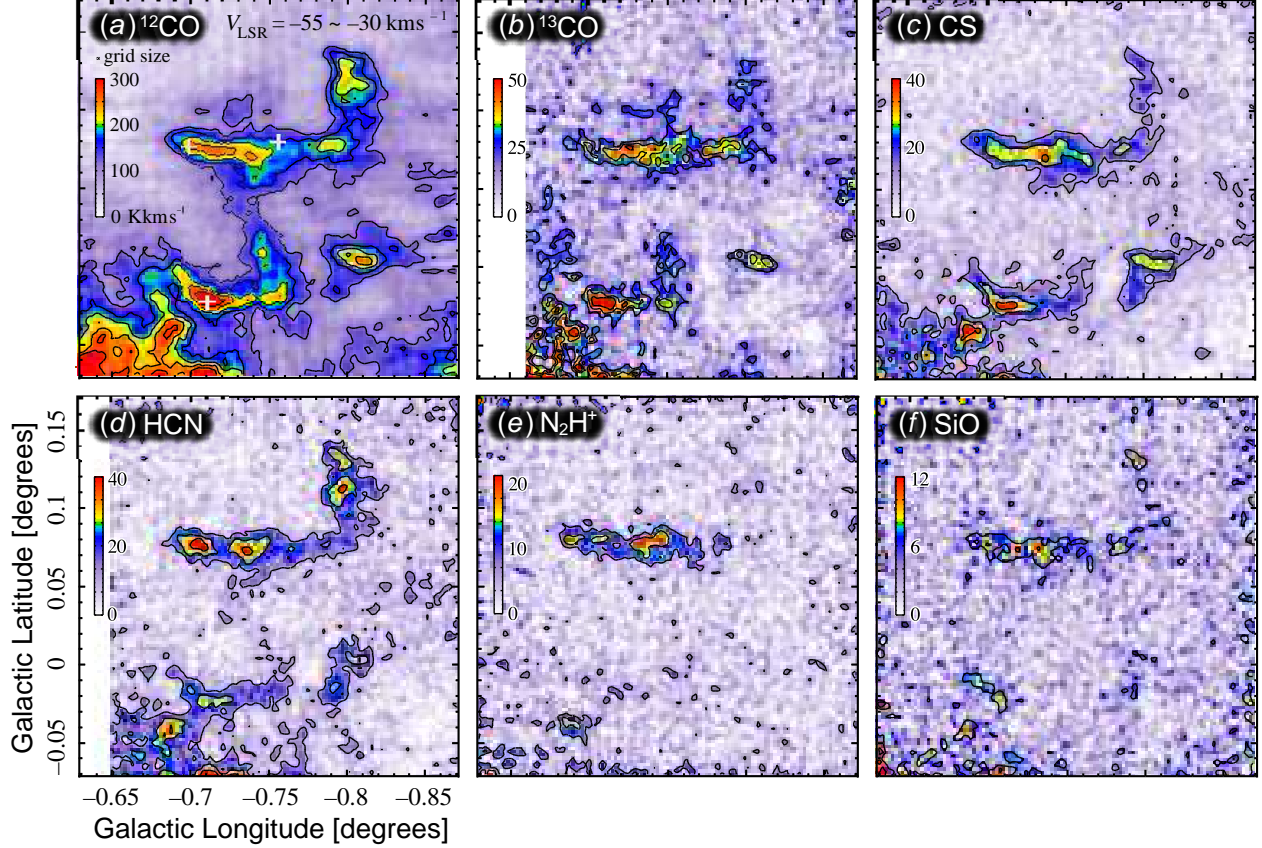 (a) ¹²CO V_LSR = −55 ~ −30 kms⁻¹
grid size
300
200
100
0 Kkms⁻¹
(b) ¹³CO
50
25
0
(c) CS
40
20
0
(d) HCN
40
20
0
(e) N₂H⁺
20
10
0
(f) SiO
12
6
0
Galactic Latitude [degrees]
0.15
0.1
0.05
0
−0.05
−0.65 −0.7 −0.75 −0.8 −0.85
Galactic Longitude [degrees]